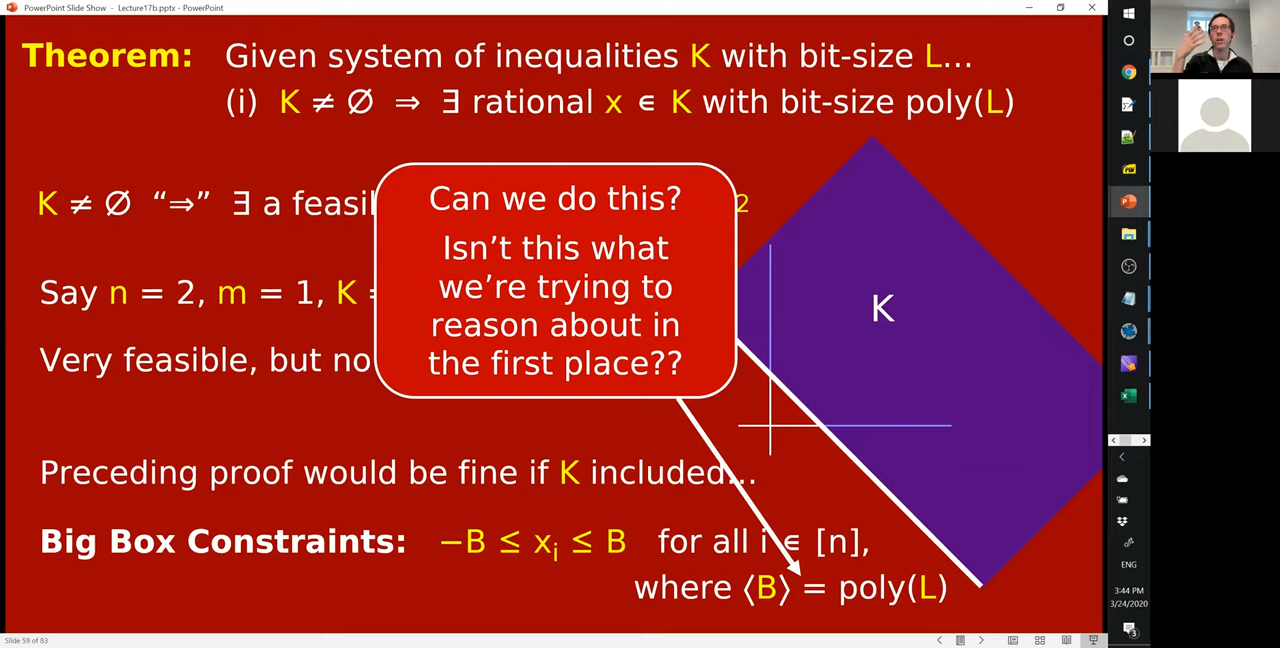 PowerPoint Slide Show - Lecture17b.pptx - PowerPoint
Theorem: Given system of inequalities K with bit-size L...
(i) K ≠ Ø ⇒ ∃ rational x ∈ K with bit-size poly(L)
K ≠ Ø “⇒” ∃ a feasi
2
Can we do this?
Isn’t this what
we’re trying to
reason about in
the first place??
Say n = 2, m = 1, K
K
Very feasible, but no
Preceding proof would be fine if K included...
Big Box Constraints: −B ≤ xi ≤ B for all i ∈ [n],
where ⟨B⟩ = poly(L)
Slide 59 of 83
ENG
3:44 PM
3/24/2020
3